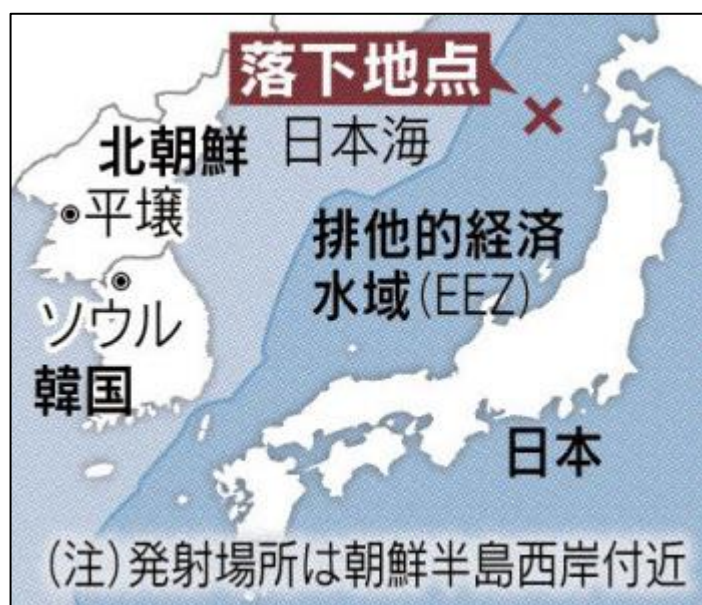 落下地点
日本海
北朝鮮
平壌
排他的経済
水域(EEZ)
ソウル
韓国
日本
(注)発射場所は朝鮮半島西岸付近